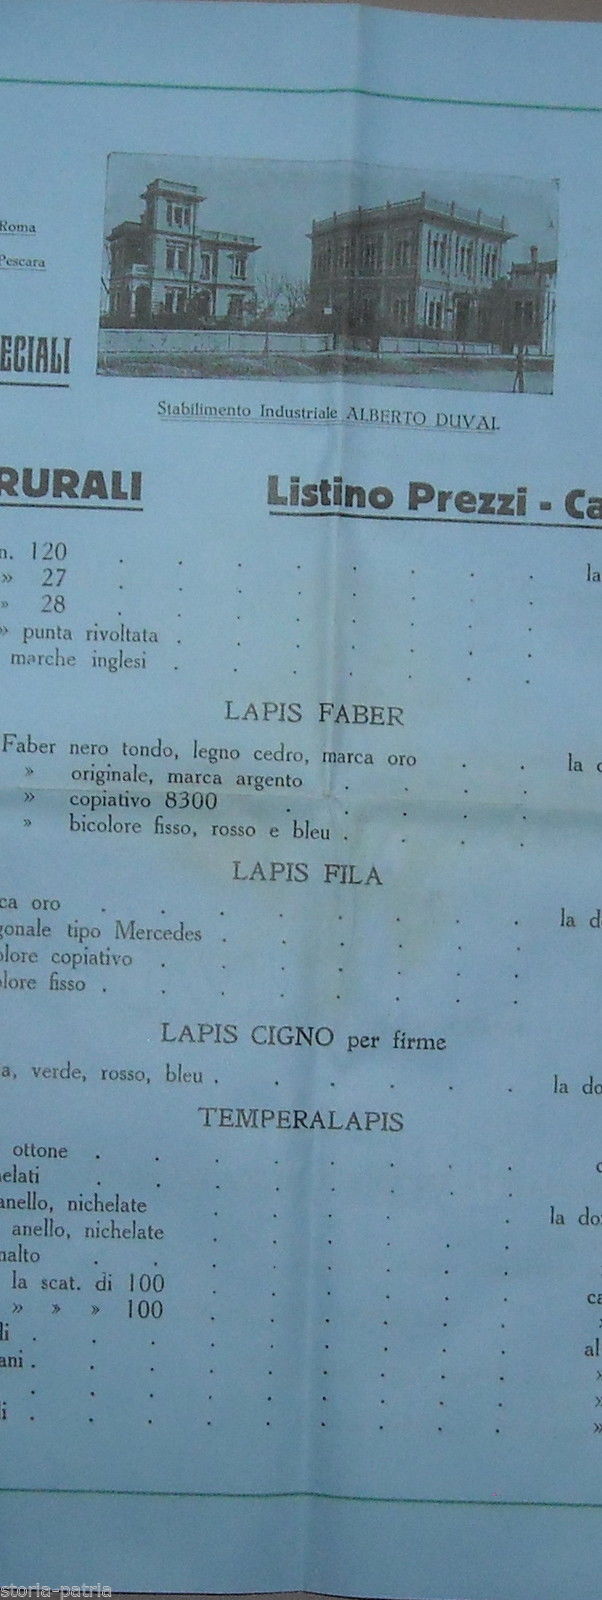 Roma
Pescara
ECIALI
Stabilimento Industriale ALBERTO DUVAL
RURALI
Listino Prezzi - Ca
n. 120 . . . . . . . . la
» 27 . . . . . . . .
» 28 . . . . . . . .
» punta rivoltata . . . . . . .
marche inglesi . . . . . . .
LAPIS FABER
Faber nero tondo, legno cedro, marca oro . . la d
» originale, marca argento . . . .
» copiativo 8300 . . . . .
» bicolore fisso, rosso e bleu . . . .
LAPIS FILA
ca oro . . . . . . . . la d
gonale tipo Mercedes . . . . . .
olore copiativo . . . . . . .
olore fisso . . . . . . . .
LAPIS CIGNO per firme
a, verde, rosso, bleu . . . . . . la do
TEMPERALAPIS
ottone . . . . . . . . c
elati . . . . . . . .
anello, nichelate . . . . . . la do
anello, nichelate . . . . . .
malto . . . . . . . .
la scat. di 100 . . . . . . ca
» » » 100 . . . . . . »
li . . . . . . . . . al
ani . . . . . . . . . »
. . . . . . . . . »
i . . . . . . . . . »
storia-patria